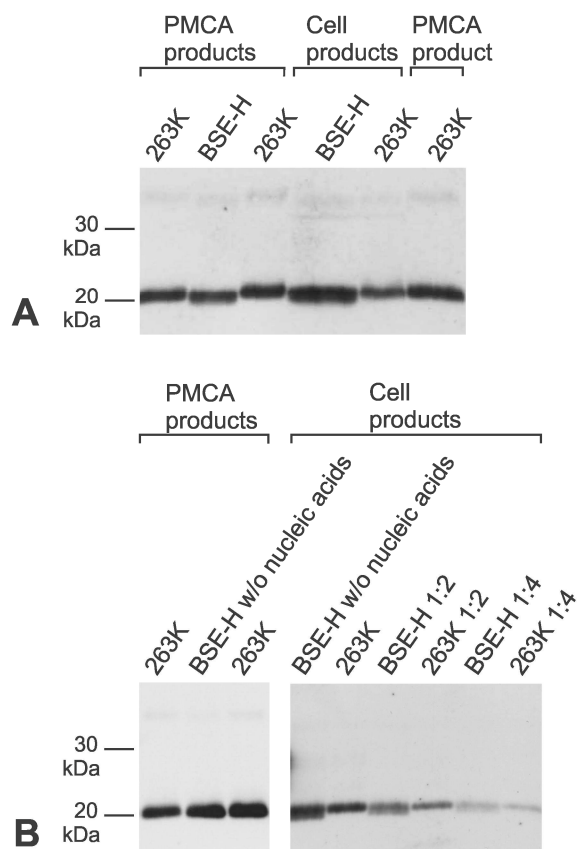 PMCA
products
Cell
products
PMCA
product
263K
BSE-H
263K
BSE-H
263K
263K
30
kDa
20
kDa
A
PMCA
products
Cell
products
263K
BSE-H w/o nucleic acids
263K
BSE-H w/o nucleic acids
263K
BSE-H 1:2
263K 1:2
BSE-H 1:4
263K 1:4
30
kDa
20
kDa
B